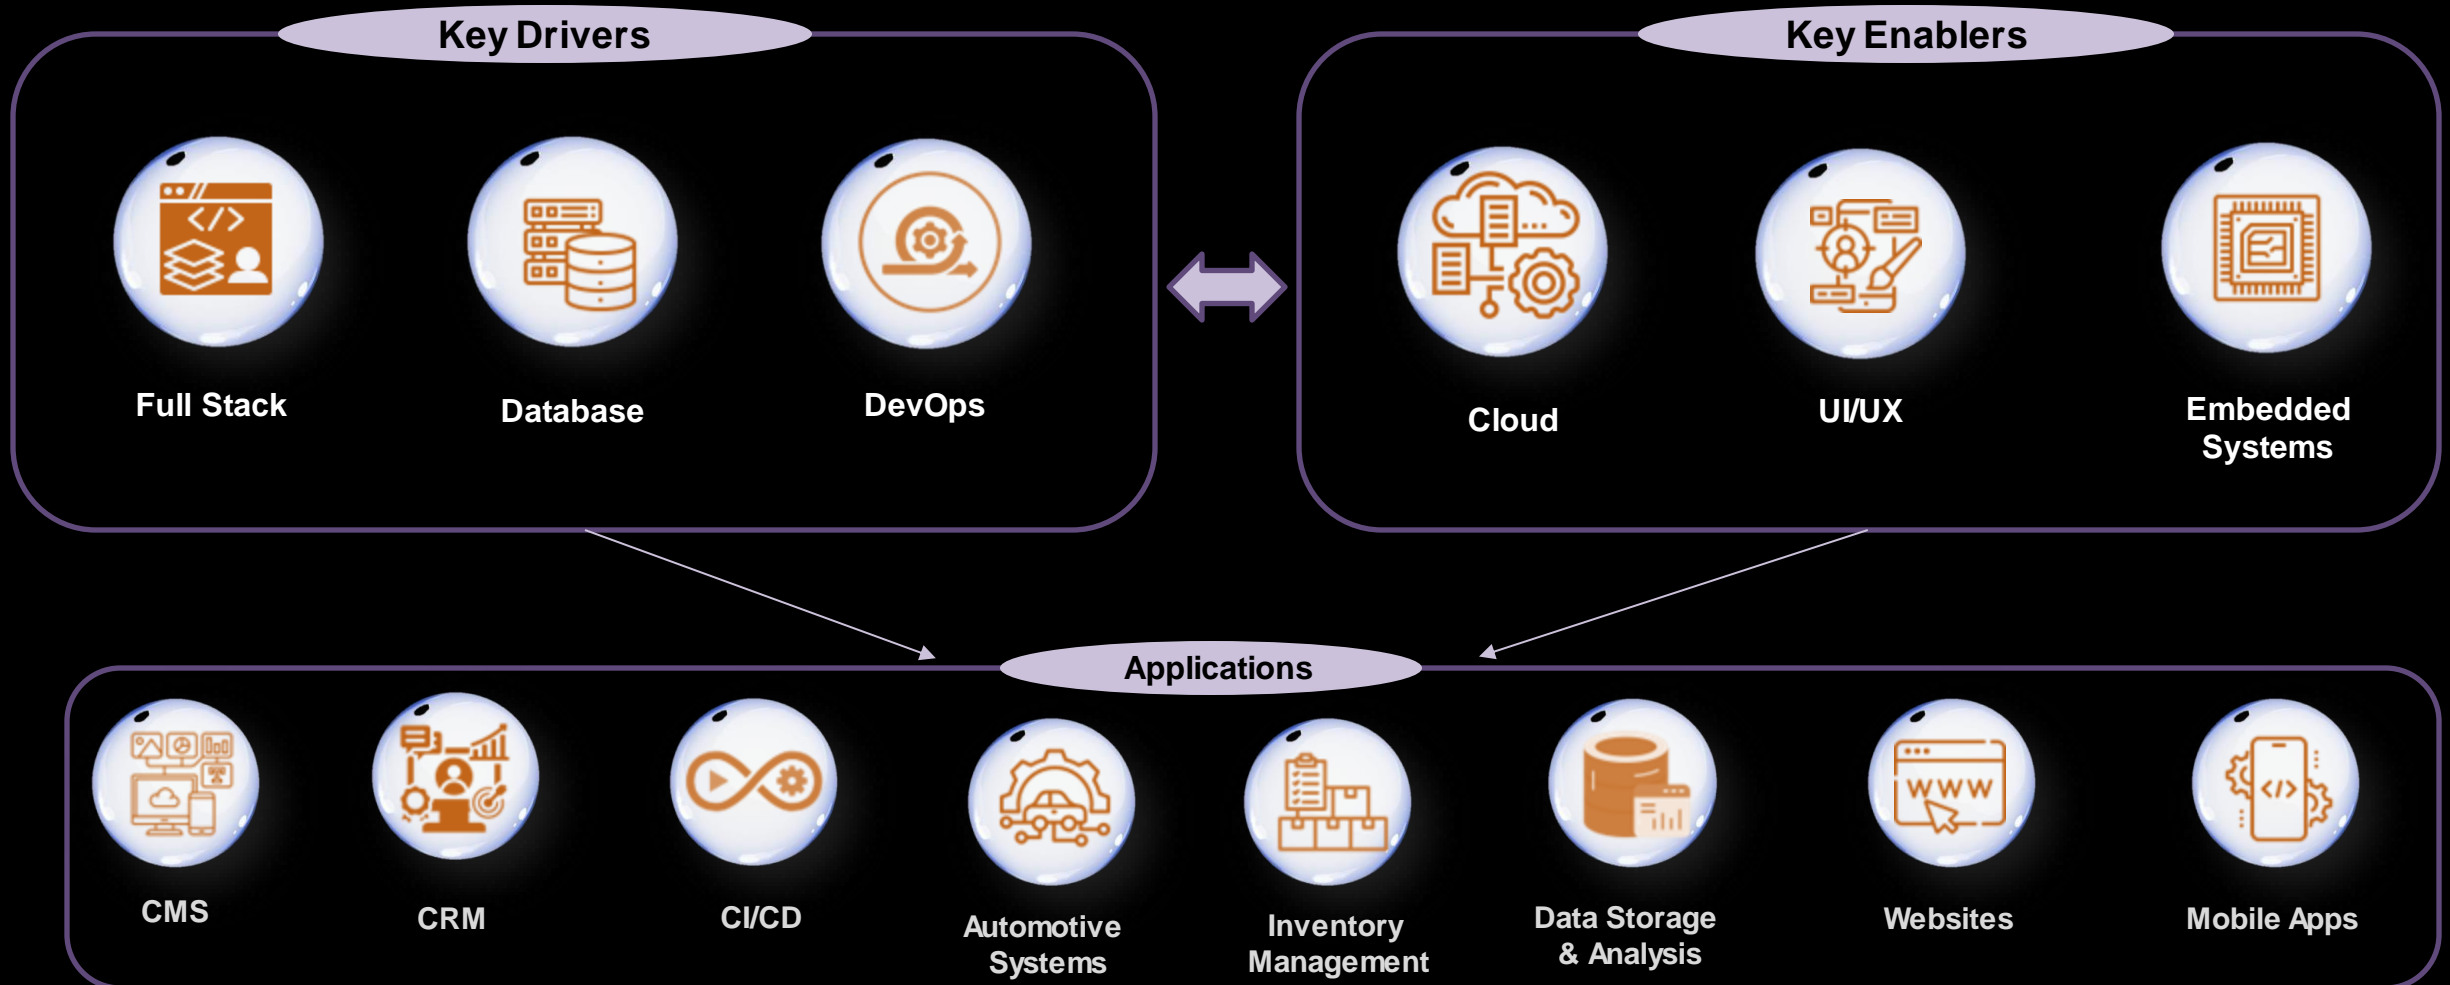 Key Drivers
Key Enablers
Full Stack
Database
DevOps
Cloud
UI/UX
Embedded
Systems
Applications
CMS
CRM
CI/CD
Automotive
Systems
Inventory
Management
Data Storage
& Analysis
WWW
Websites
Mobile Apps